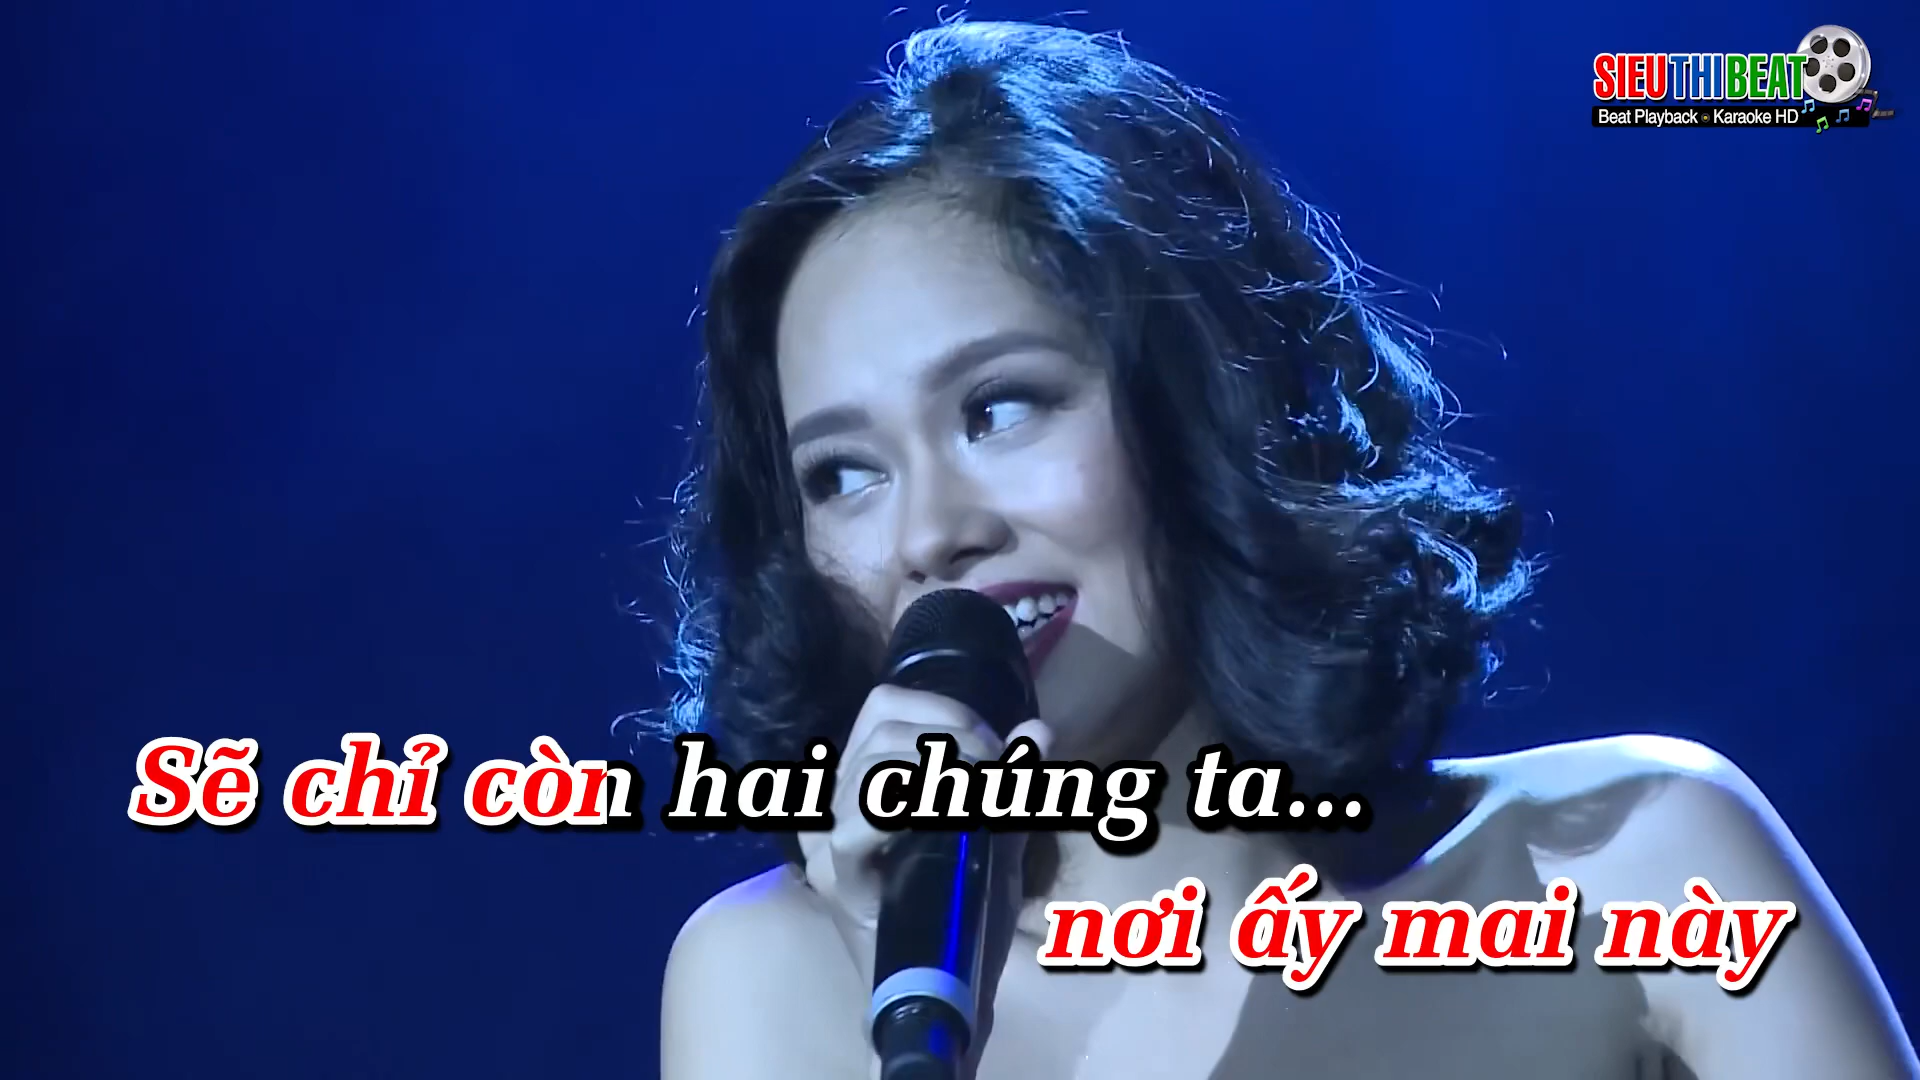 SIEUTHIBEAT
Beat Playback • Karaoke HD
Sẽ chỉ còn hai chúng ta...
nơi ấy mai này